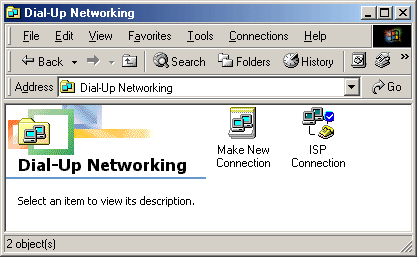 Dial-Up Networking
File Edit View Favorites Tools Connections Help
Back Search Folders History »
Address Dial-Up Networking Go
Dial-Up Networking
Select an item to view its description.
Make New
Connection
ISP
Connection
2 object(s)